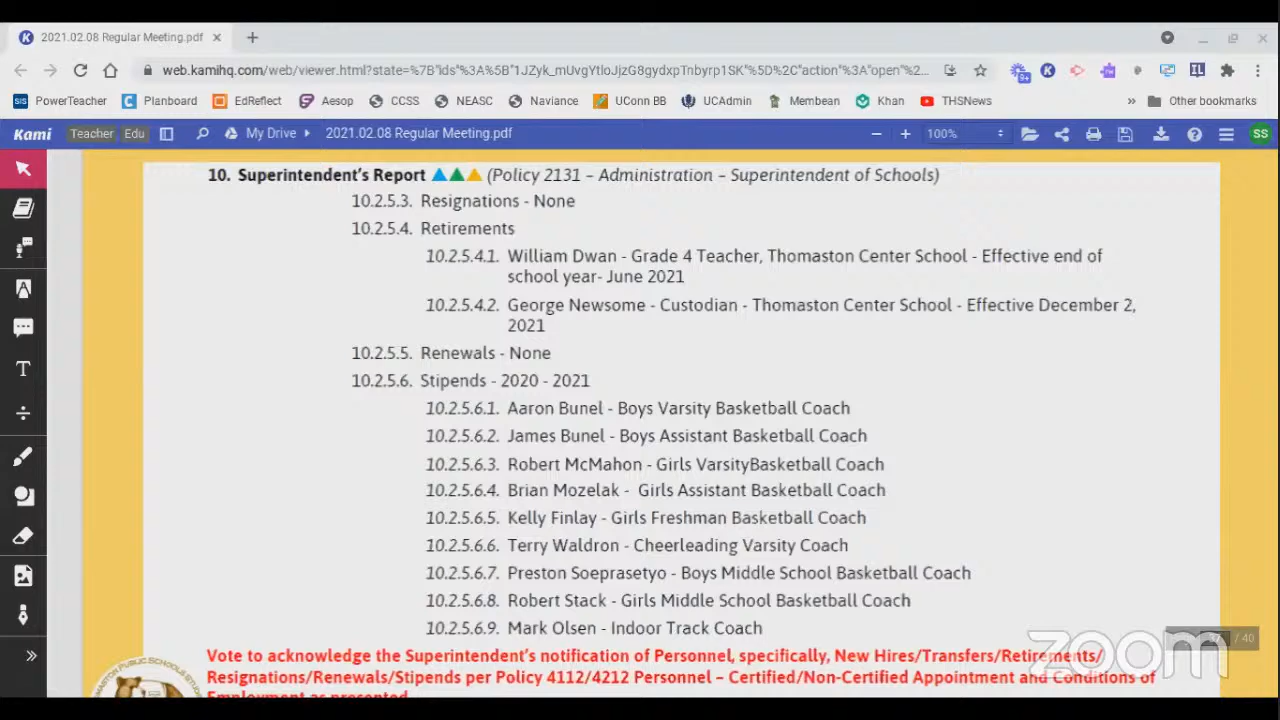 2021.02.08 Regular Meeting.pdf
web.kamihq.com/web/viewer.html?state=%7B"ids"%3A%5B"1JZyk_mUvgYtloJjzG8gydxpTnbyrp1SK"%5D%2C"action"%3A"open"%2...
PowerTeacher Planboard EdReflect Aesop CCSS NEASC Naviance UConn BB UCAdmin Membean Khan THSNews » Other bookmarks
Kami Teacher Edu My Drive 2021.02.08 Regular Meeting.pdf 100% SS
10. Superintendent's Report (Policy 2131 – Administration – Superintendent of Schools)
10.2.5.3. Resignations - None
10.2.5.4. Retirements
10.2.5.4.1. William Dwan - Grade 4 Teacher, Thomaston Center School - Effective end of
school year- June 2021
10.2.5.4.2. George Newsome - Custodian - Thomaston Center School - Effective December 2,
2021
10.2.5.5. Renewals - None
10.2.5.6. Stipends - 2020 - 2021
10.2.5.6.1. Aaron Bunel - Boys Varsity Basketball Coach
10.2.5.6.2. James Bunel - Boys Assistant Basketball Coach
10.2.5.6.3. Robert McMahon - Girls VarsityBasketball Coach
10.2.5.6.4. Brian Mozelak - Girls Assistant Basketball Coach
10.2.5.6.5. Kelly Finlay - Girls Freshman Basketball Coach
10.2.5.6.6. Terry Waldron - Cheerleading Varsity Coach
10.2.5.6.7. Preston Soeprasetyo - Boys Middle School Basketball Coach
10.2.5.6.8. Robert Stack - Girls Middle School Basketball Coach
10.2.5.6.9. Mark Olsen - Indoor Track Coach
37 / 40
zoom
Vote to acknowledge the Superintendent's notification of Personnel, specifically, New Hires/Transfers/Retirements/
Resignations/Renewals/Stipends per Policy 4112/4212 Personnel – Certified/Non-Certified Appointment and Conditions of
Employment as presented
PUBLIC SCHOOLS